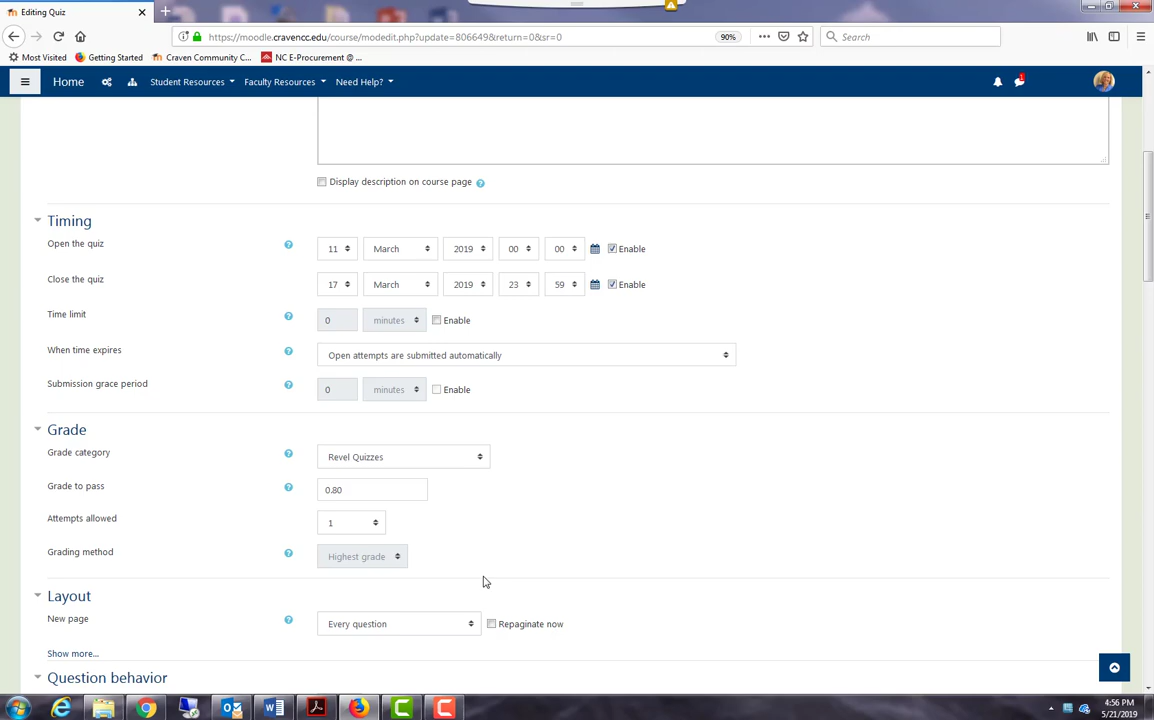 Editing Quiz
https://moodle.cravencc.edu/course/modedit.php?update=806649&return=0&sr=0
90%
Search
Most Visited
Getting Started
Craven Community C...
NC E-Procurement @ ...
Home
Student Resources
Faculty Resources
Need Help?
1
Display description on course page
Timing
Open the quiz
11 March 2019 00 00 Enable
Close the quiz
17 March 2019 23 59 Enable
Time limit
0 minutes Enable
When time expires
Open attempts are submitted automatically
Submission grace period
0 minutes Enable
Grade
Grade category
Revel Quizzes
Grade to pass
0.80
Attempts allowed
1
Grading method
Highest grade
Layout
New page
Every question Repaginate now
Show more...
Question behavior
4:56 PM
5/21/2019